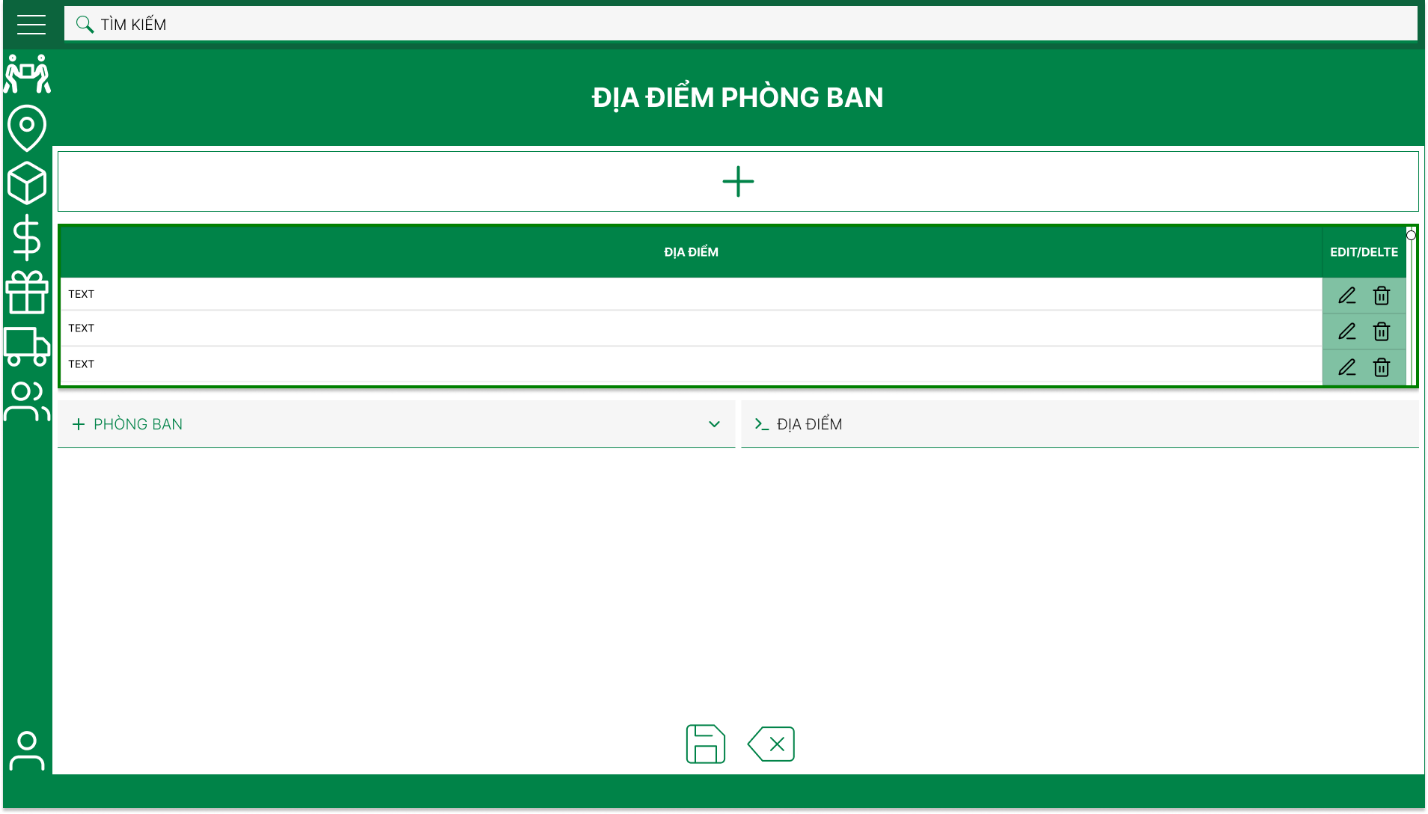 TÌM KIẾM
ĐỊA ĐIỂM PHÒNG BAN
ĐỊA ĐIỂM EDIT/DELTE
TEXT
TEXT
TEXT
PHÒNG BAN
ĐỊA ĐIỂM